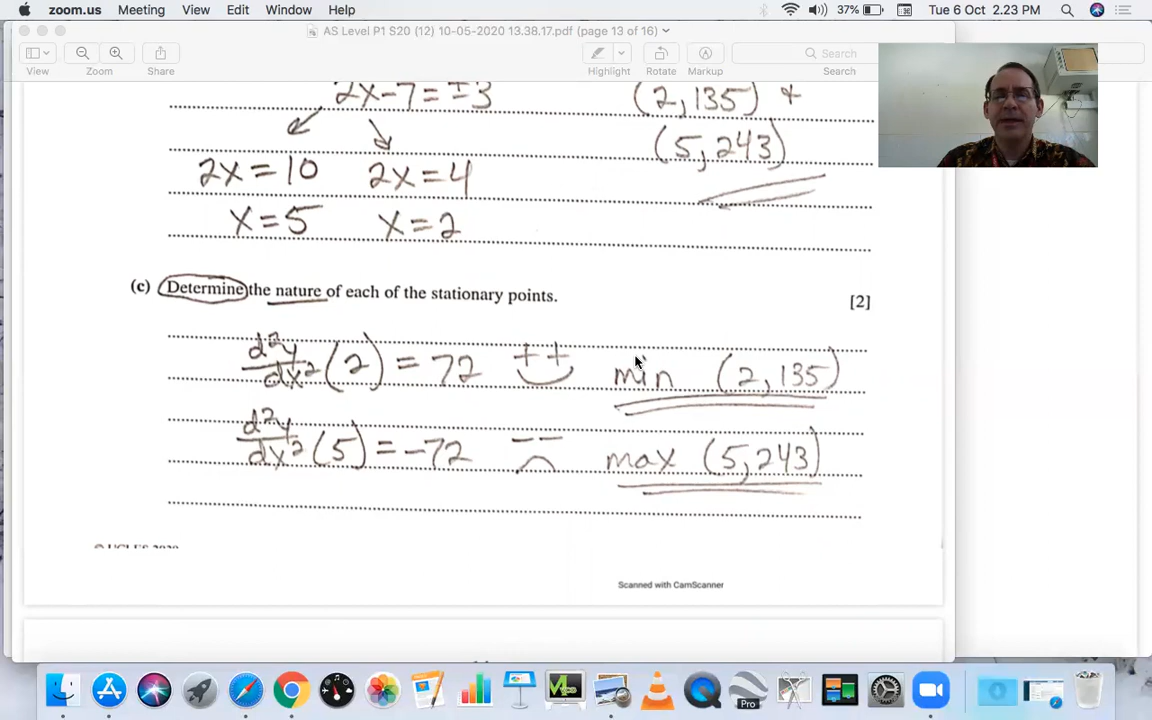 zoom.us Meeting View Edit Window Help 37% Tue 6 Oct 2.23 PM
AS Level P1 S20 (12) 10-05-2020 13.38.17.pdf (page 13 of 16)
View Zoom Share Highlight Rotate Markup Search
Search
2x-7=±3 (2,135) +
(5,243)
2x=10 2x=4
x=5 x=2
(c) Determine the nature of each of the stationary points. [2]
d²y/dx² (2) = 72 ++ min (2,135)
d²y/dx² (5) = -72 -- max (5,243)
© UCLES 2020
Scanned with CamScanner
Pro